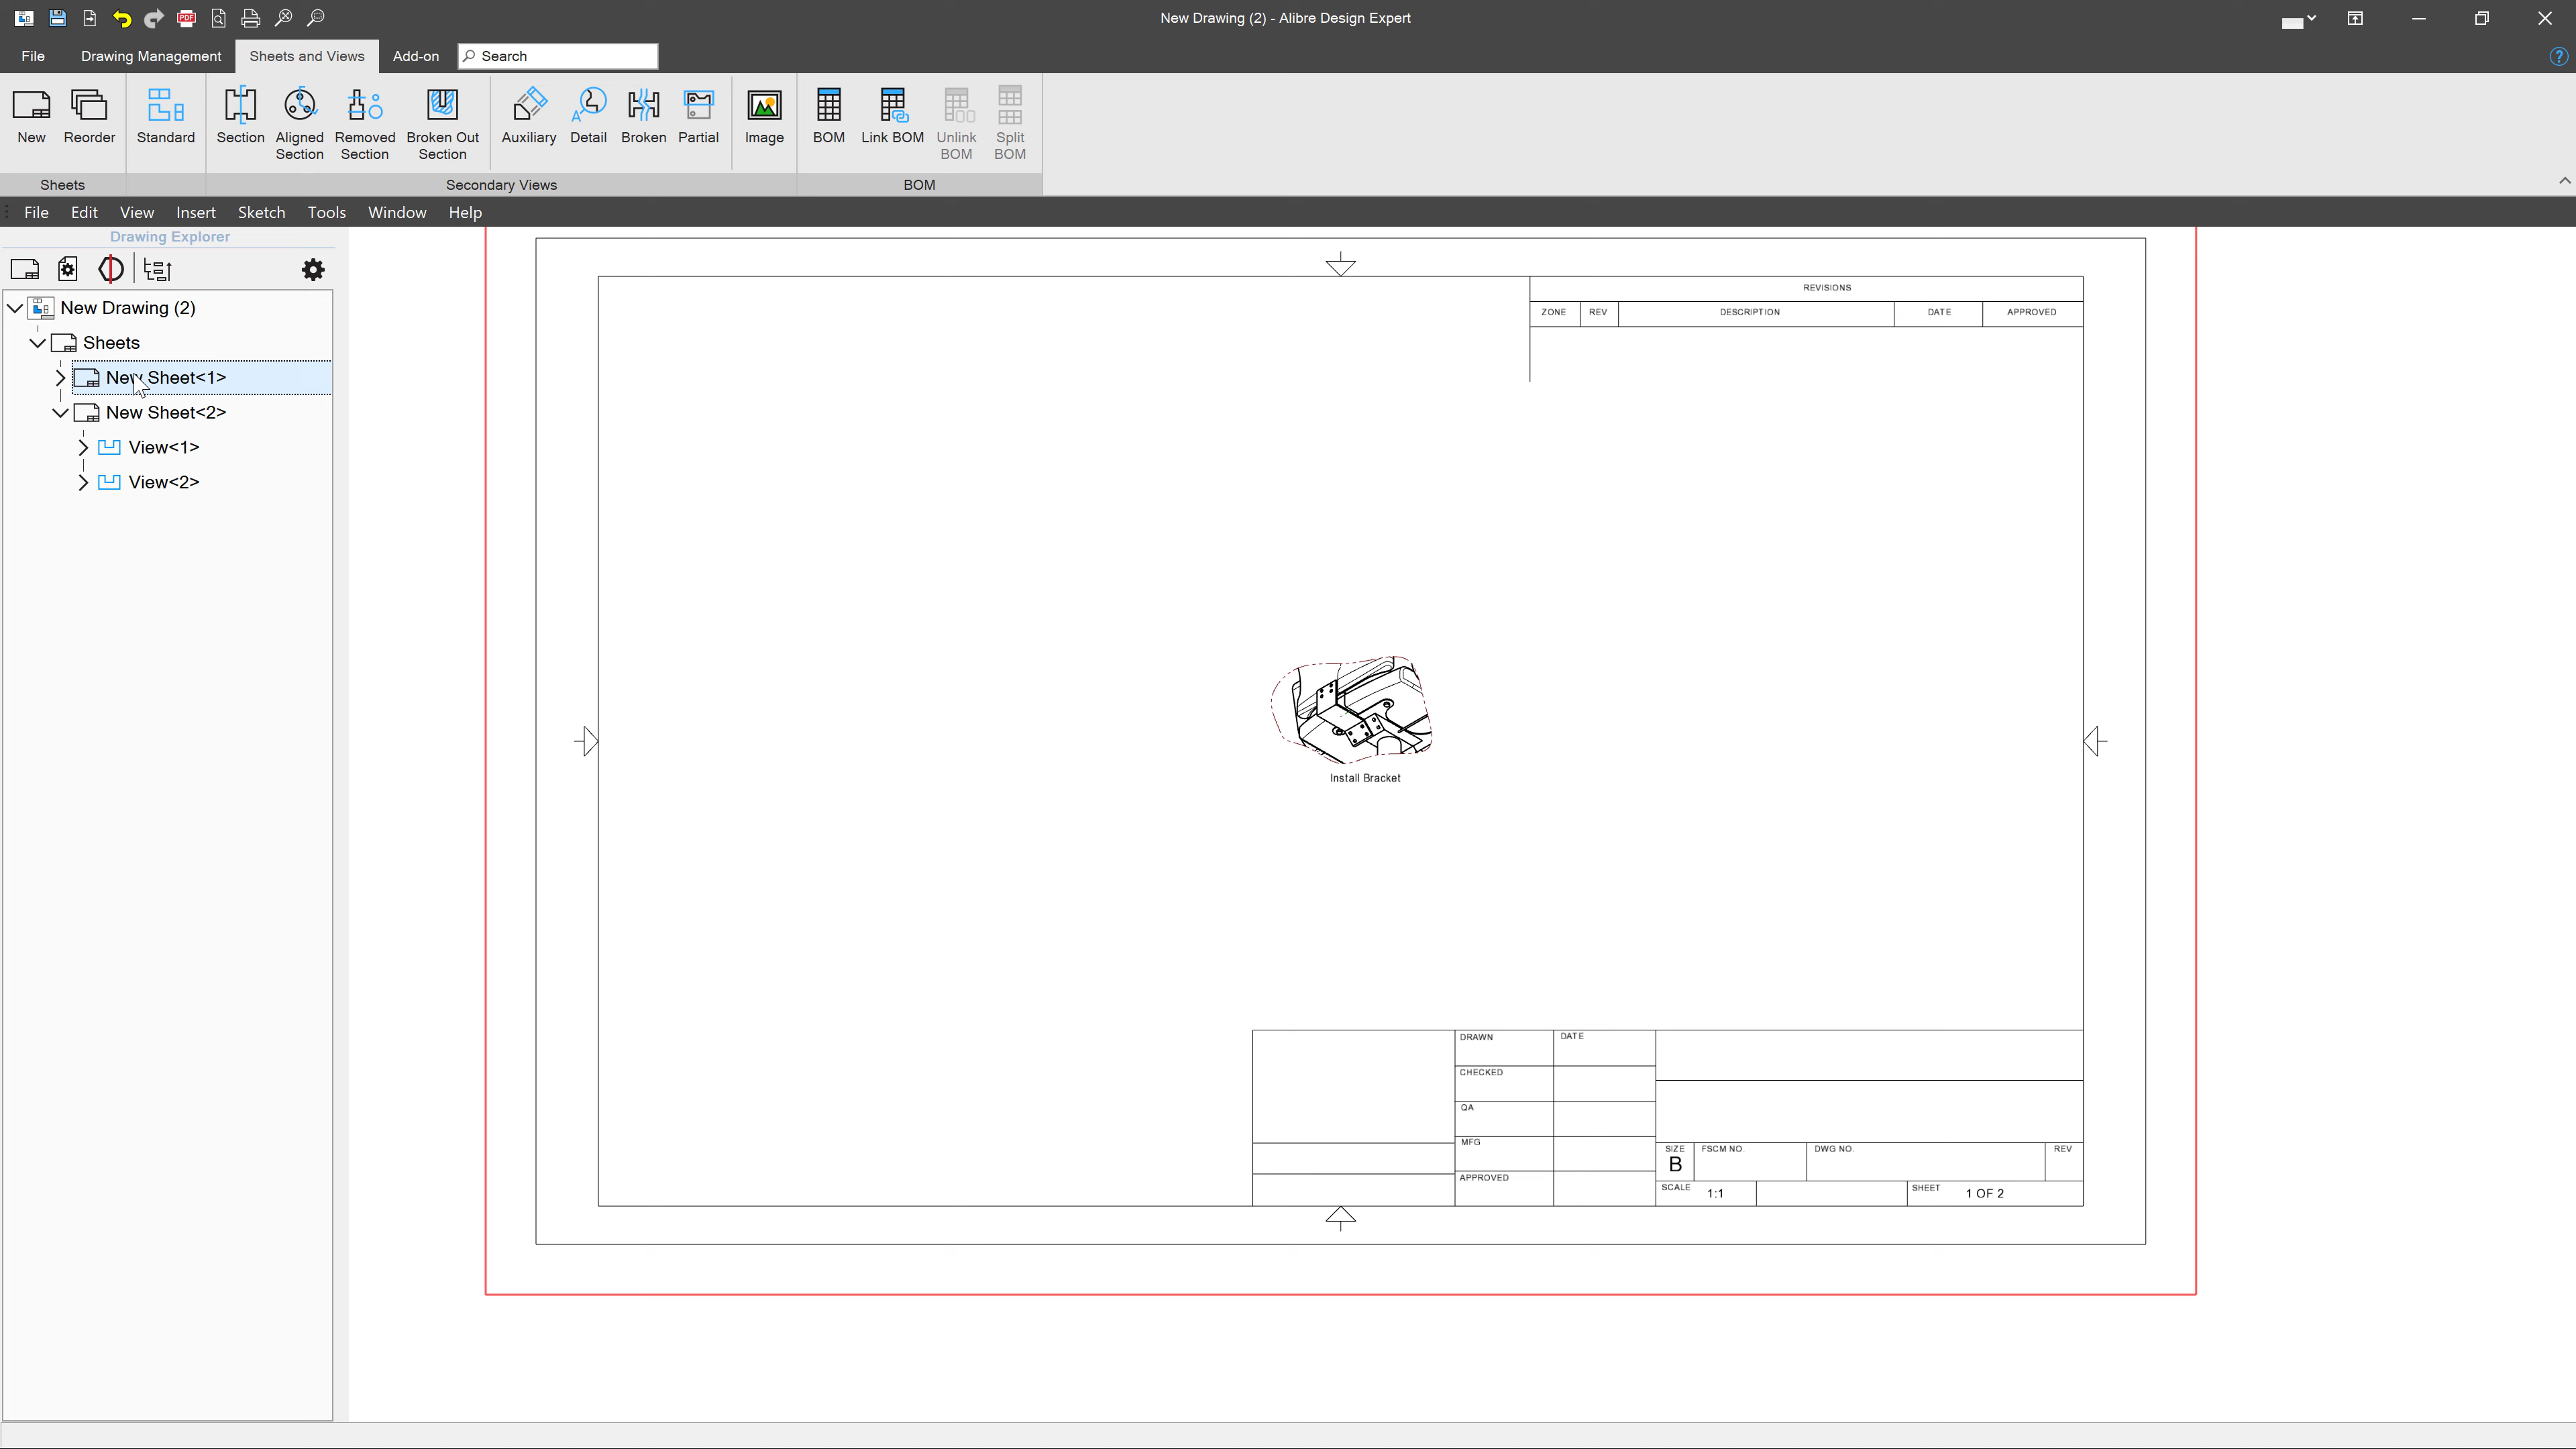 New Drawing (2) - Alibre Design Expert
File Drawing Management Sheets and Views Add-on Search
New Reorder Standard Section Aligned Section Removed Section Broken Out Section Auxiliary Detail Broken Partial Image BOM Link BOM Unlink BOM Split BOM
Sheets Secondary Views BOM
File Edit View Insert Sketch Tools Window Help
Drawing Explorer
New Drawing (2)
Sheets
New Sheet<1>
New Sheet<2>
View<1>
View<2>
REVISIONS
ZONE REV DESCRIPTION DATE APPROVED
Install Bracket
DRAWN DATE
CHECKED
QA
MFG
APPROVED
SIZE FSCM NO. DWG NO. REV
B
SCALE 1:1 SHEET 1 OF 2